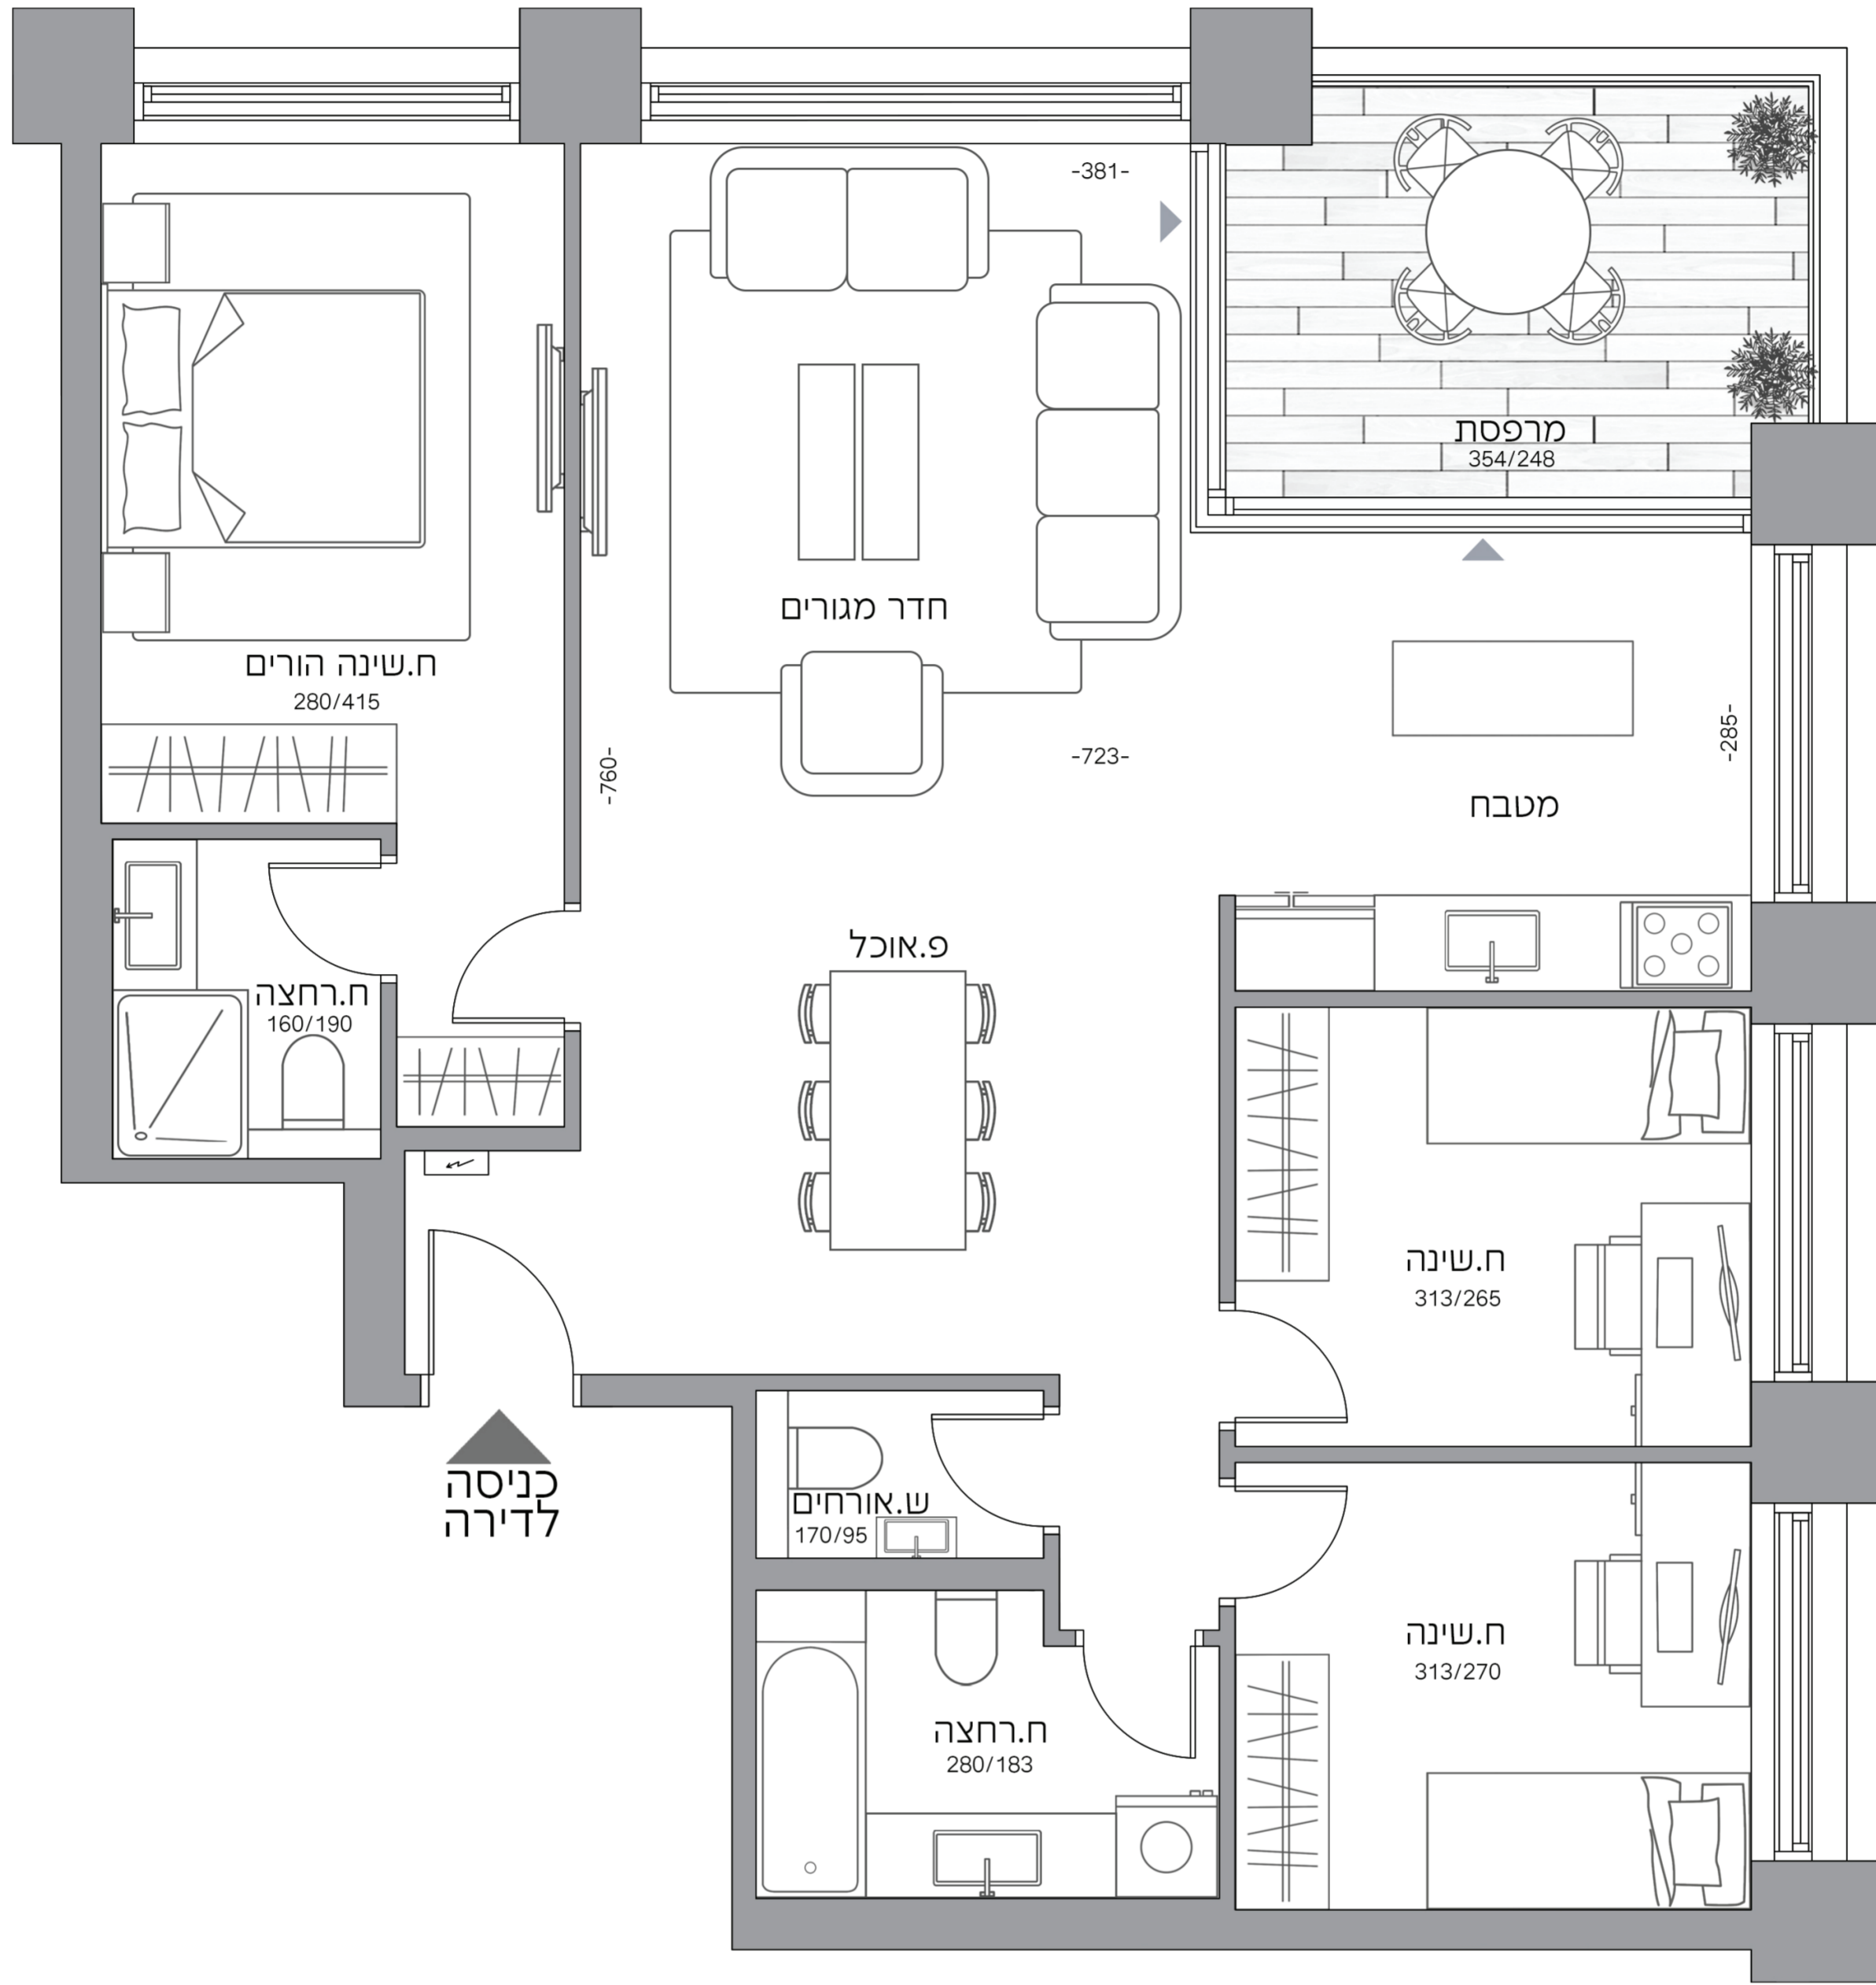 -381-
מרפסת
354/248
חדר מגורים
ח.שינה הורים
280/415
-760-
-723-
-285-
מטבח
פ.אוכל
ח.רחצה
160/190
ח.שינה
313/265
כניסה
לדירה
ש.אורחים
170/95
ח.שינה
313/270
ח.רחצה
280/183